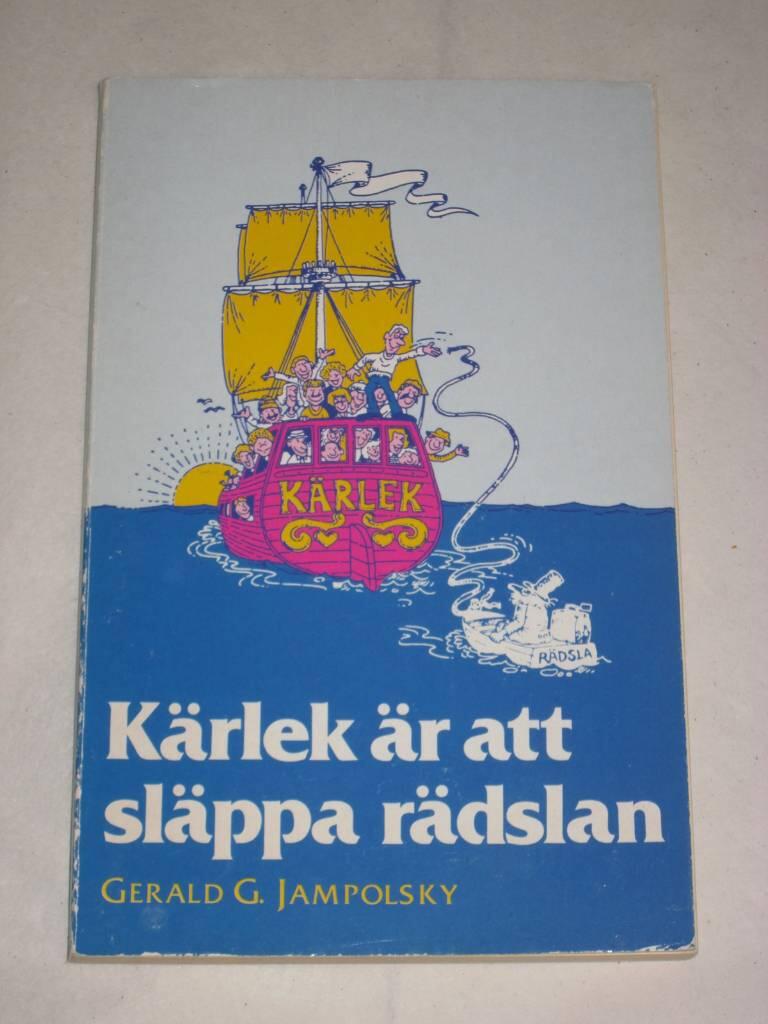 KÄRLEK
RÄDSLA
Kärlek är att
släppa rädslan
GERALD G. JAMPOLSKY